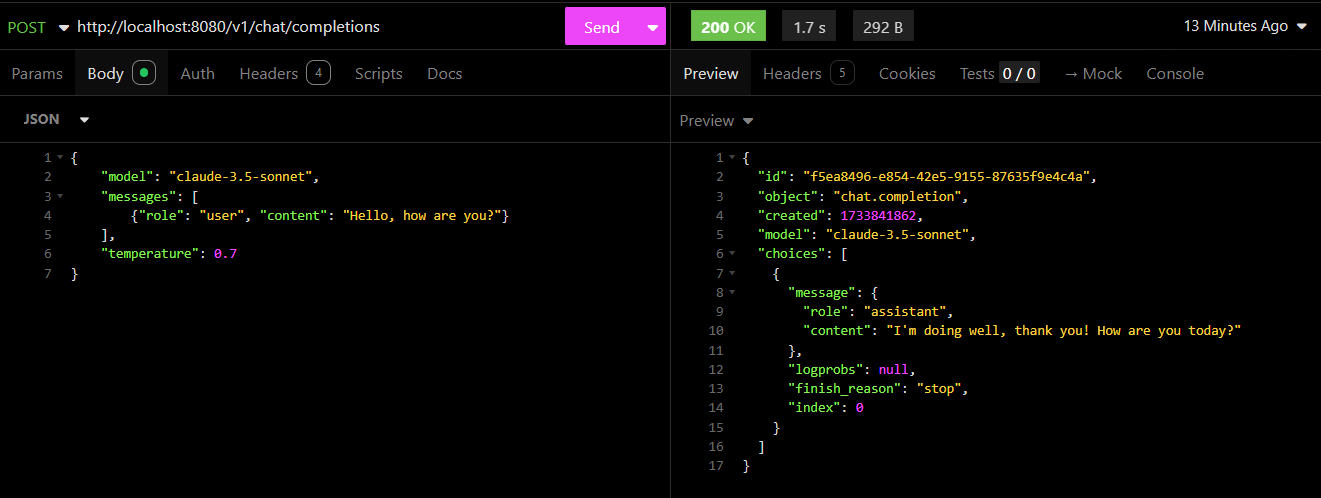 POST http://localhost:8080/v1/chat/completions Send
200 OK 1.7 s 292 B 13 Minutes Ago
Params Body Auth Headers 4 Scripts Docs
Preview Headers 5 Cookies Tests 0 / 0 → Mock Console
JSON
Preview
1 {
2 "model": "claude-3.5-sonnet",
3 "messages": [
4 {"role": "user", "content": "Hello, how are you?"}
5 ],
6 "temperature": 0.7
7 }
1 {
2 "id": "f5ea8496-e854-42e5-9155-87635f9e4c4a",
3 "object": "chat.completion",
4 "created": 1733841862,
5 "model": "claude-3.5-sonnet",
6 "choices": [
7 {
8 "message": {
9 "role": "assistant",
10 "content": "I'm doing well, thank you! How are you today?"
11 },
12 "logprobs": null,
13 "finish_reason": "stop",
14 "index": 0
15 }
16 ]
17 }